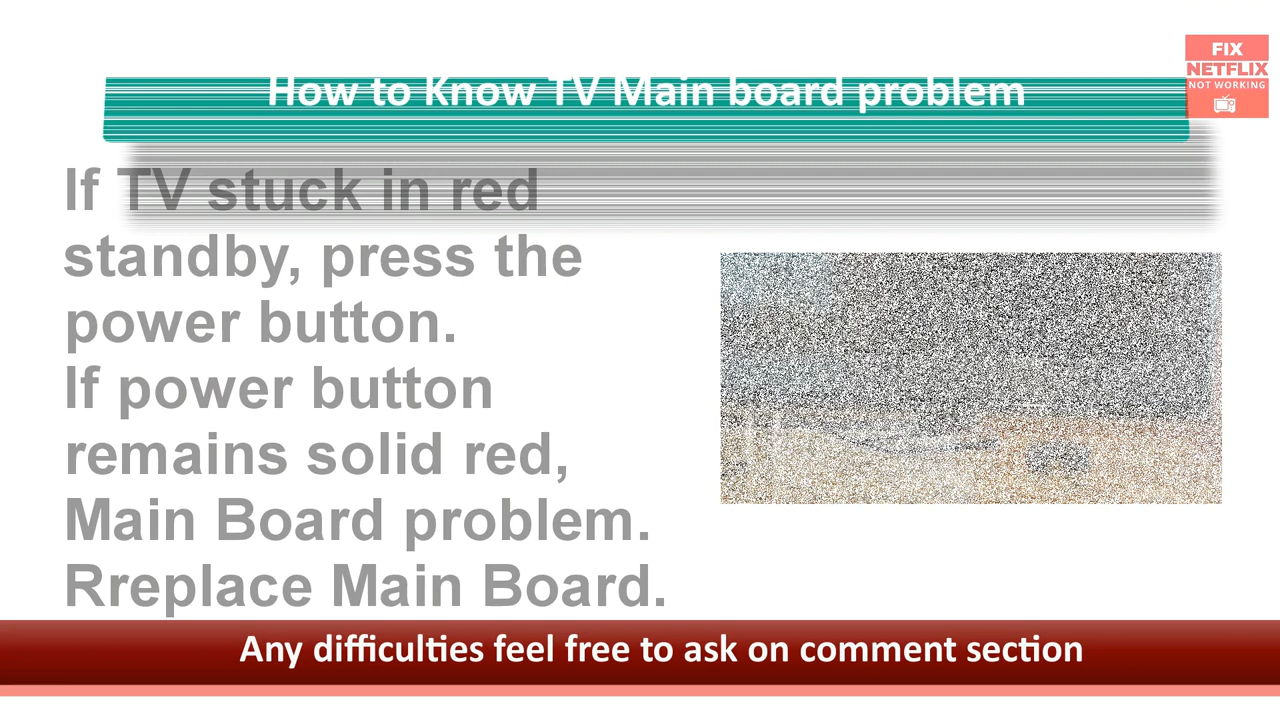 FIX
NETFLIX
NOT WORKING
How to Know TV Main board problem
If TV stuck in red
standby, press the
power button.
If power button
remains solid red,
Main Board problem.
Rreplace Main Board.
Any difficulties feel free to ask on comment section